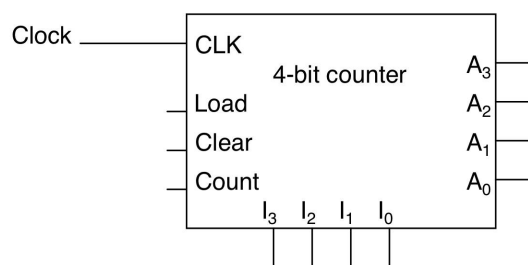 Clock
CLK
4-bit counter
A₃
Load
A₂
Clear
A₁
Count
A₀
I₃ I₂ I₁ I₀